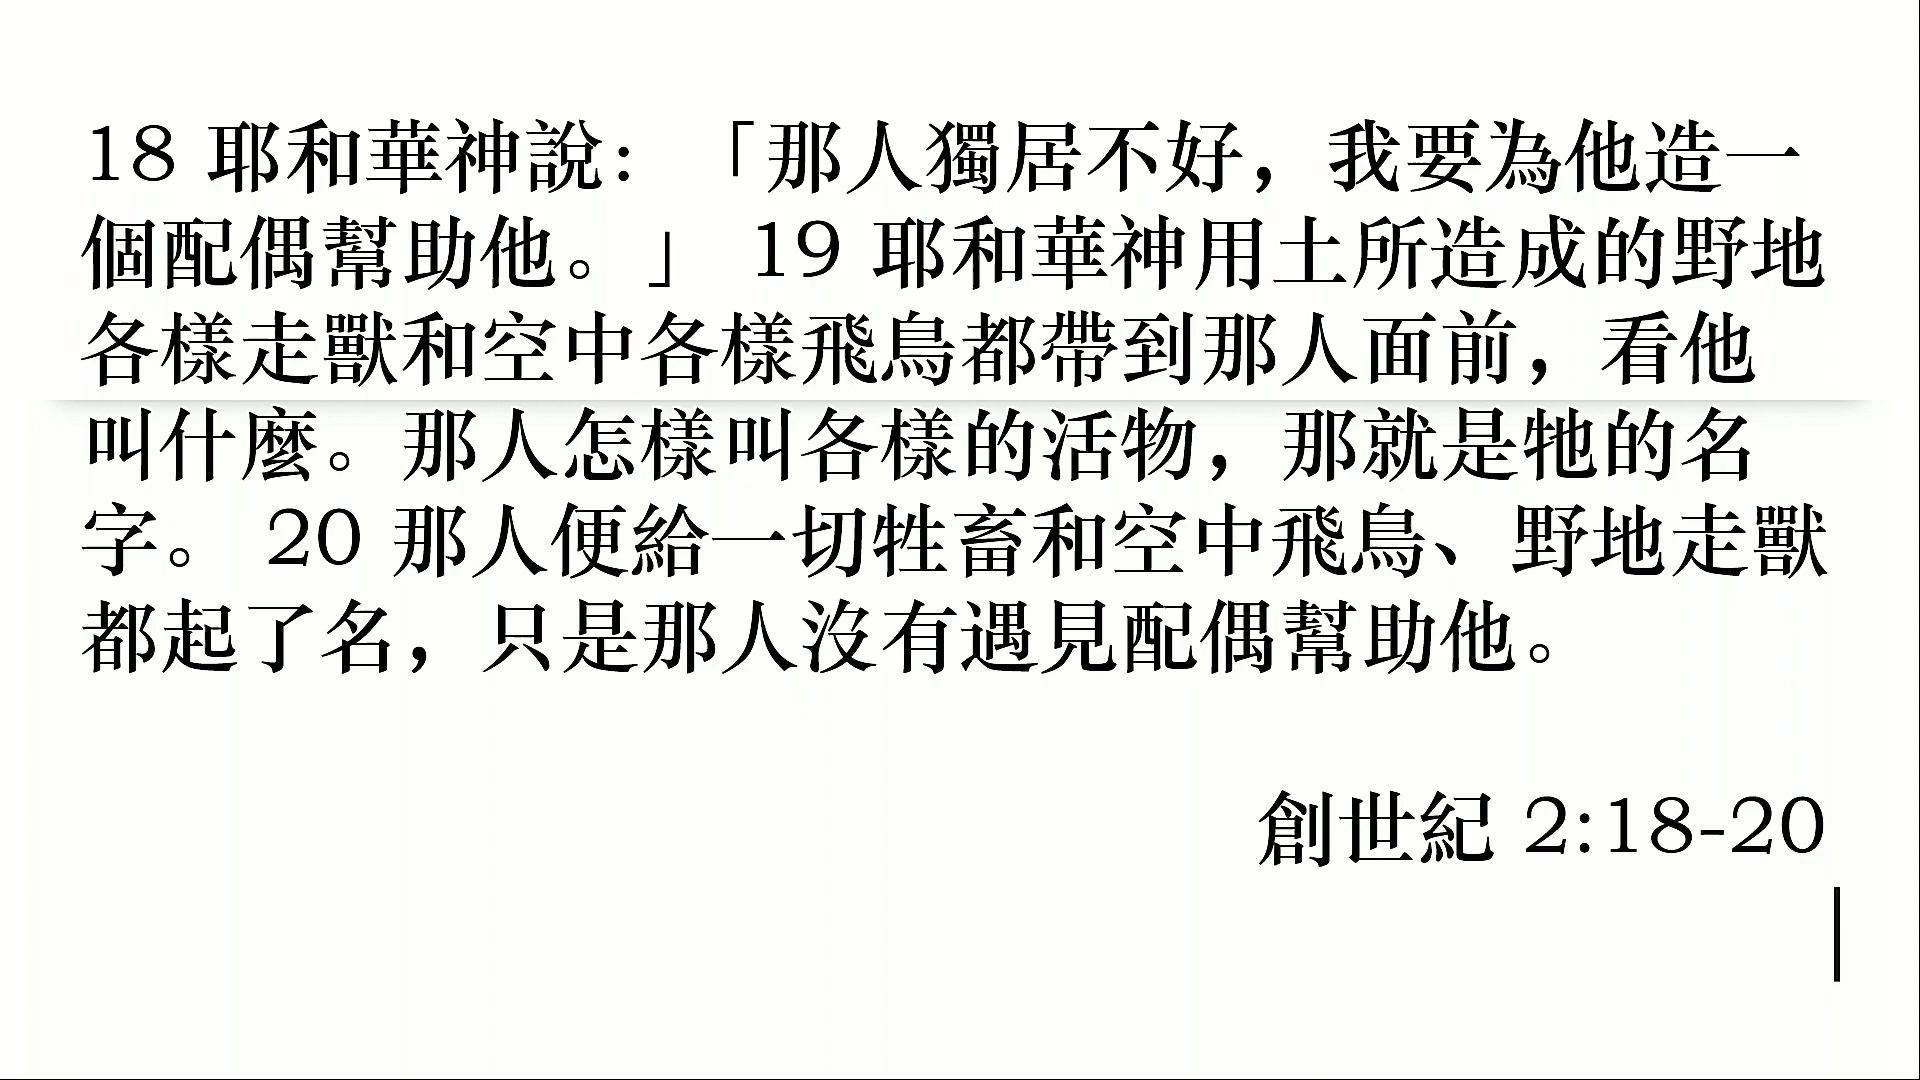 18 耶和華神說：「那人獨居不好，我要為他造一
個配偶幫助他。」 19 耶和華神用土所造成的野地
各樣走獸和空中各樣飛鳥都帶到那人面前，看他
叫什麼。那人怎樣叫各樣的活物，那就是牠的名
字。 20 那人便給一切牲畜和空中飛鳥、野地走獸
都起了名，只是那人沒有遇見配偶幫助他。
創世紀 2:18-20